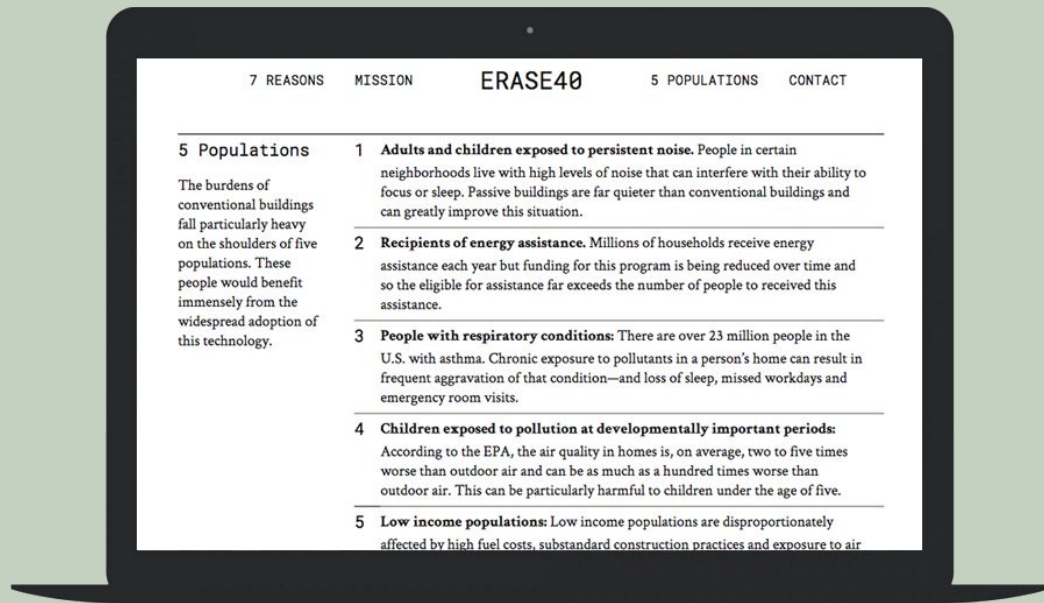 7 REASONS MISSION ERASE40 5 POPULATIONS CONTACT
5 Populations
The burdens of
conventional buildings
fall particularly heavy
on the shoulders of five
populations. These
people would benefit
immensely from the
widespread adoption of
this technology.
1 Adults and children exposed to persistent noise. People in certain
neighborhoods live with high levels of noise that can interfere with their ability to
focus or sleep. Passive buildings are far quieter than conventional buildings and
can greatly improve this situation.
2 Recipients of energy assistance. Millions of households receive energy
assistance each year but funding for this program is being reduced over time and
so the eligible for assistance far exceeds the number of people to received this
assistance.
3 People with respiratory conditions: There are over 23 million people in the
U.S. with asthma. Chronic exposure to pollutants in a person’s home can result in
frequent aggravation of that condition—and loss of sleep, missed workdays and
emergency room visits.
4 Children exposed to pollution at developmentally important periods:
According to the EPA, the air quality in homes is, on average, two to five times
worse than outdoor air and can be as much as a hundred times worse than
outdoor air. This can be particularly harmful to children under the age of five.
5 Low income populations: Low income populations are disproportionately
affected by high fuel costs, substandard construction practices and exposure to air